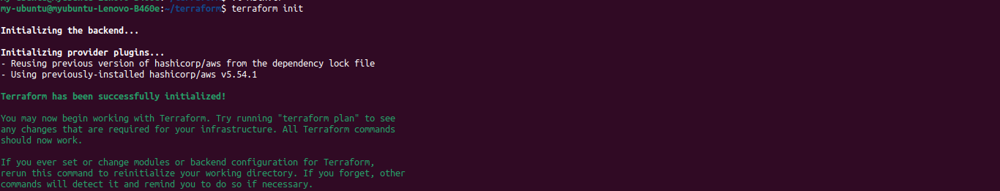 my-ubuntu@myubuntu-Lenovo-B460e:~/terraform$ terraform init
Initializing the backend...
Initializing provider plugins...
- Reusing previous version of hashicorp/aws from the dependency lock file
- Using previously-installed hashicorp/aws v5.54.1
Terraform has been successfully initialized!
You may now begin working with Terraform. Try running "terraform plan" to see
any changes that are required for your infrastructure. All Terraform commands
should now work.
If you ever set or change modules or backend configuration for Terraform,
rerun this command to reinitialize your working directory. If you forget, other
commands will detect it and remind you to do so if necessary.